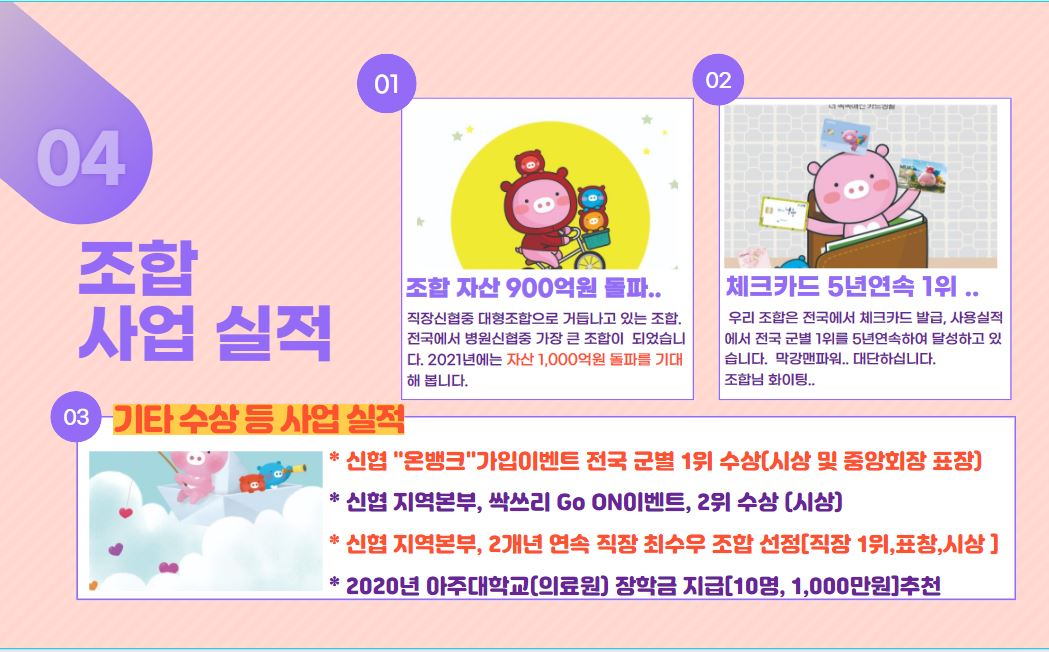 04
조합
사업 실적
01
조합 자산 900억원 돌파..
직장신협중 대형조합으로 거듭나고 있는 조합.
전국에서 병원신협중 가장 큰 조합이 되었습니
다. 2021년에는 자산 1,000억원 돌파를 기대
해 봅니다.
02
체크카드 5년연속 1위 ..
우리 조합은 전국에서 체크카드 발급, 사용실적
에서 전국 군별 1위를 5년연속하여 달성하고 있
습니다. 막강맨파워.. 대단하십니다.
조합님 화이팅..
03
기타 수상 등 사업 실적
* 신협 "온뱅크"가입이벤트 전국 군별 1위 수상(시상 및 중앙회장 표장)
* 신협 지역본부, 싹쓰리 Go ON이벤트, 2위 수상 (시상)
* 신협 지역본부, 2개년 연속 직장 최수우 조합 선정[직장 1위,표창,시상 ]
* 2020년 아주대학교(의료원) 장학금 지급[10명, 1,000만원]추천